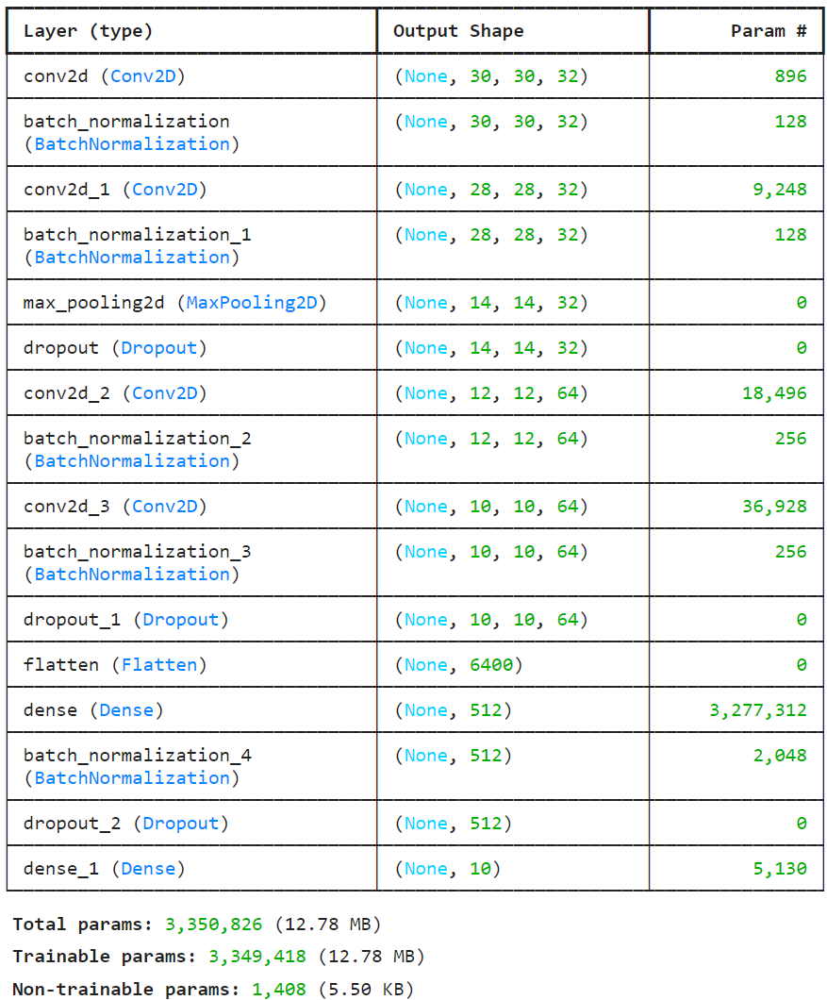 Layer (type) Output Shape Param #
conv2d (Conv2D) (None, 30, 30, 32) 896
batch_normalization (None, 30, 30, 32) 128
(BatchNormalization)
conv2d_1 (Conv2D) (None, 28, 28, 32) 9,248
batch_normalization_1 (None, 28, 28, 32) 128
(BatchNormalization)
max_pooling2d (MaxPooling2D) (None, 14, 14, 32) 0
dropout (Dropout) (None, 14, 14, 32) 0
conv2d_2 (Conv2D) (None, 12, 12, 64) 18,496
batch_normalization_2 (None, 12, 12, 64) 256
(BatchNormalization)
conv2d_3 (Conv2D) (None, 10, 10, 64) 36,928
batch_normalization_3 (None, 10, 10, 64) 256
(BatchNormalization)
dropout_1 (Dropout) (None, 10, 10, 64) 0
flatten (Flatten) (None, 6400) 0
dense (Dense) (None, 512) 3,277,312
batch_normalization_4 (None, 512) 2,048
(BatchNormalization)
dropout_2 (Dropout) (None, 512) 0
dense_1 (Dense) (None, 10) 5,130
Total params: 3,350,826 (12.78 MB)
Trainable params: 3,349,418 (12.78 MB)
Non-trainable params: 1,408 (5.50 KB)